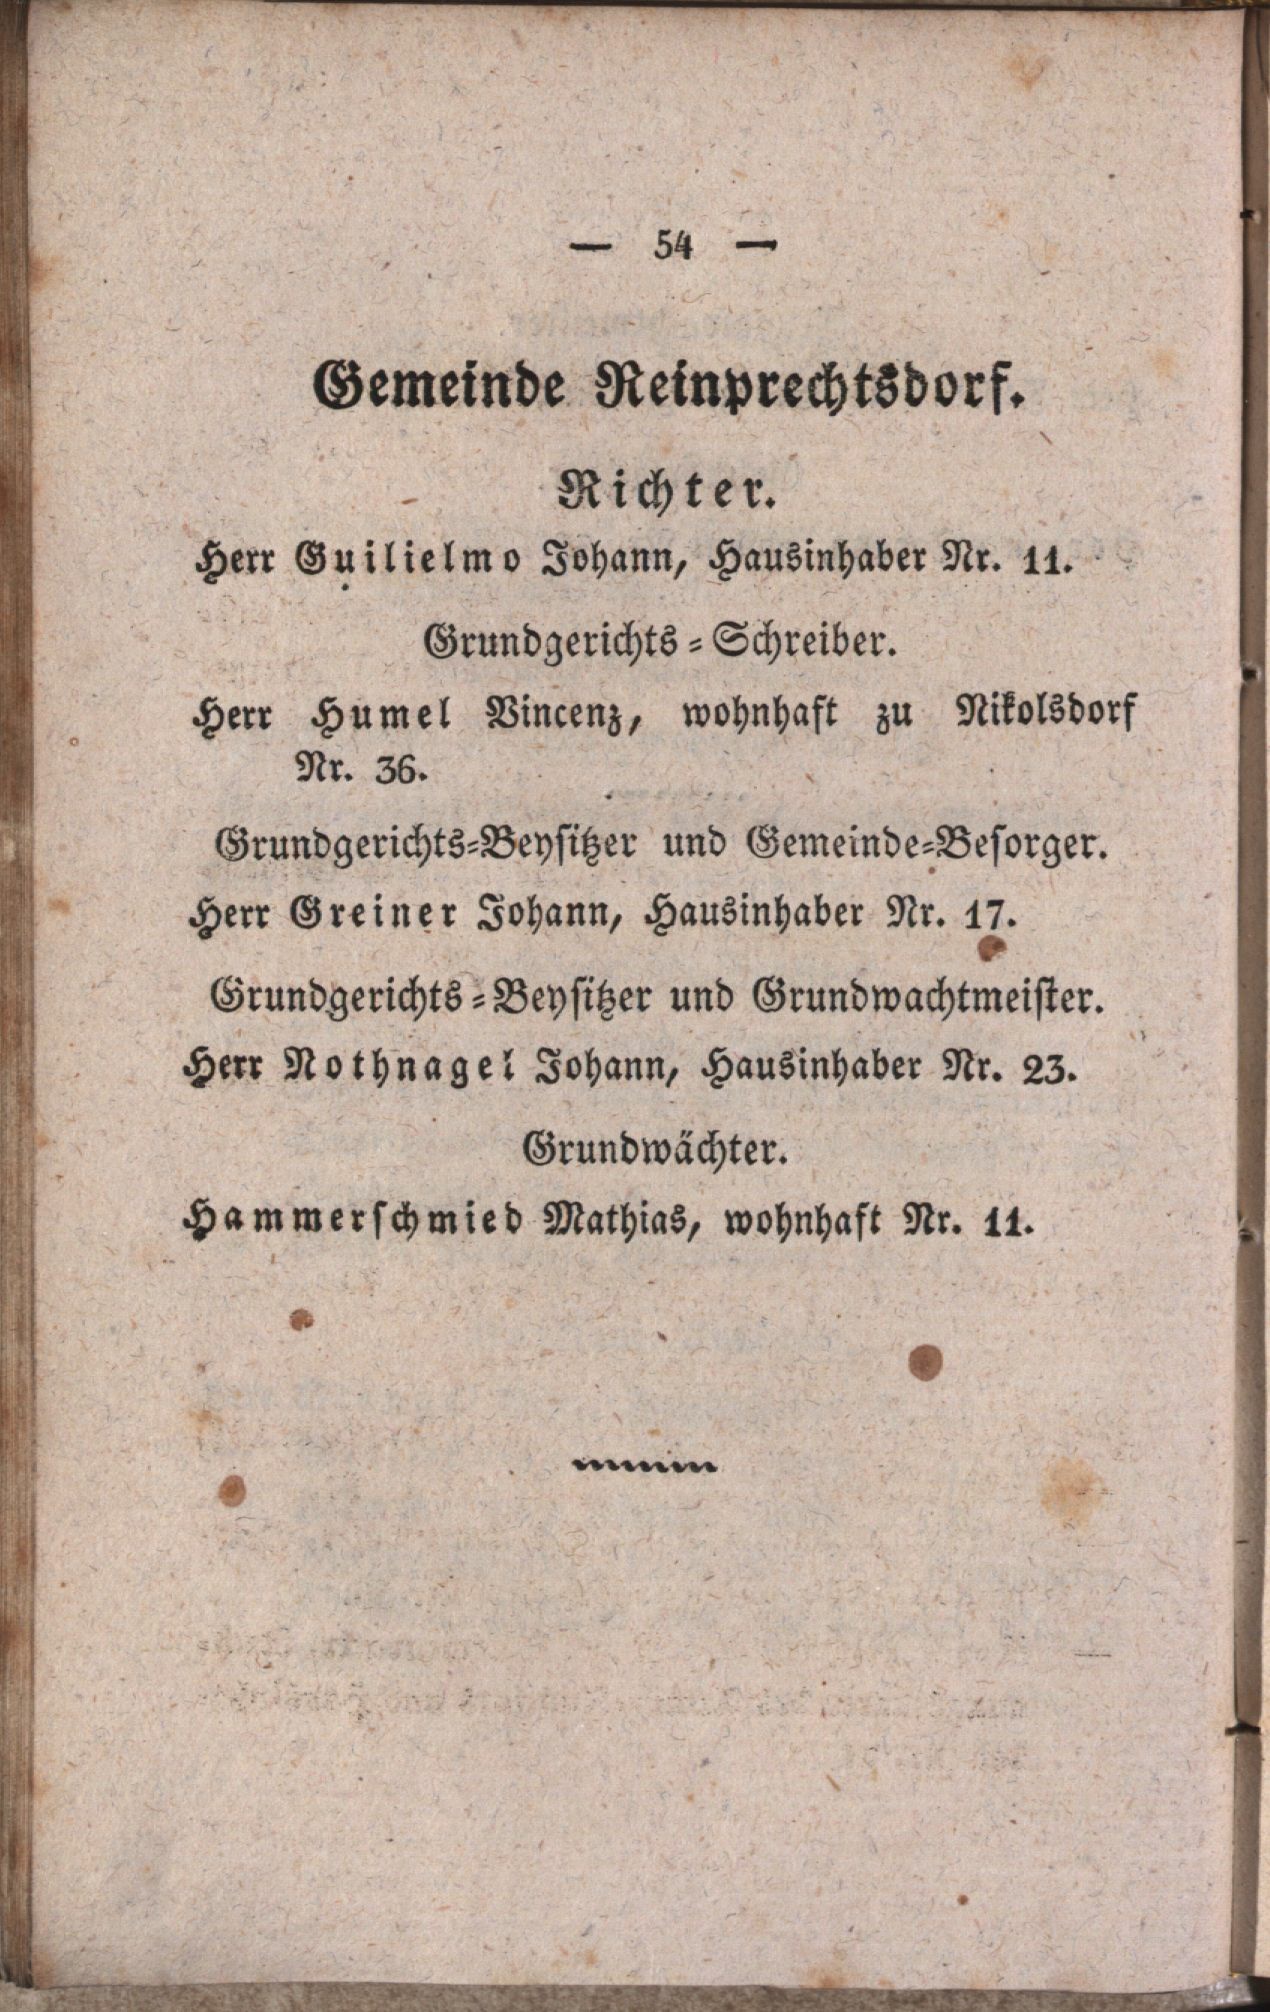 — 54 —
Gemeinde Reinprechtsdorf.
Richter.
Herr Guilielmo Johann, Hausinhaber Nr. 11.
Grundgerichts-Schreiber.
Herr Humel Vincenz, wohnhaft zu Nikolsdorf
Nr. 36.
Grundgerichts-Beysitzer und Gemeinde-Besorger.
Herr Greiner Johann, Hausinhaber Nr. 17.
Grundgerichts-Beysitzer und Grundwachtmeister.
Herr Nothnagel Johann, Hausinhaber Nr. 23.
Grundwächter.
Hammerschmied Mathias, wohnhaft Nr. 11.